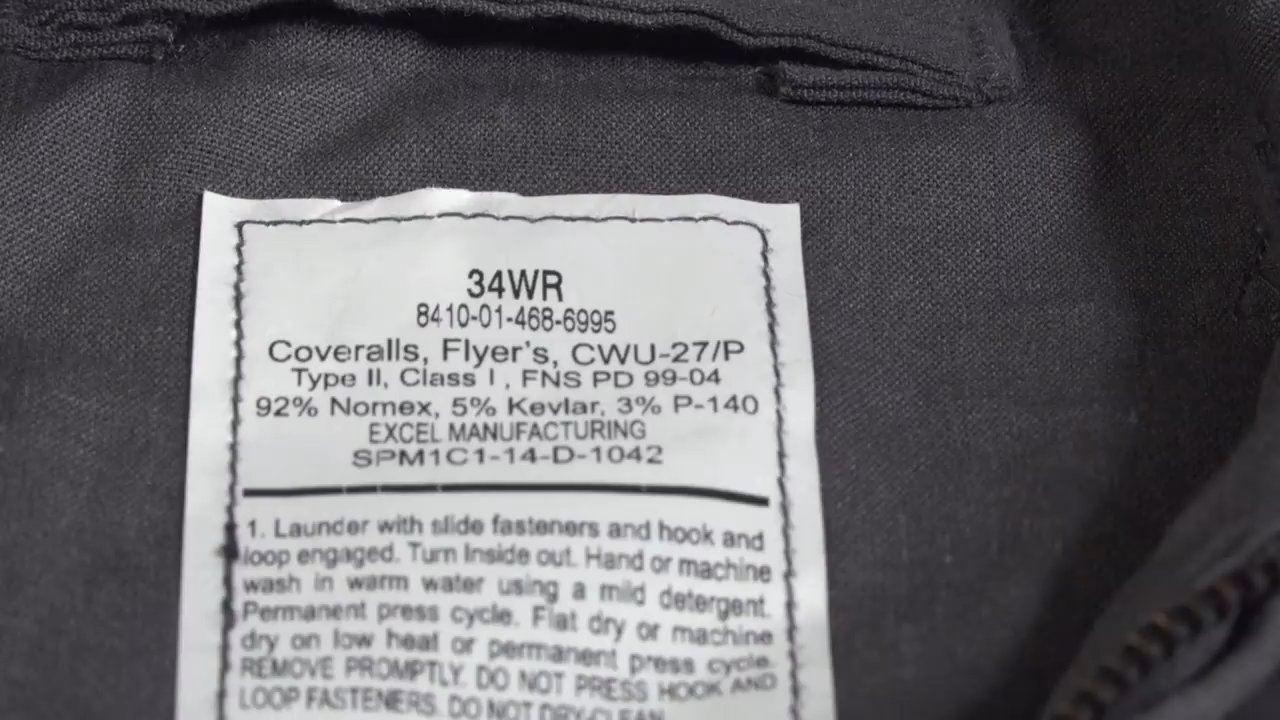 34WR
8410-01-468-6995
Coveralls, Flyer's, CWU-27/P
Type II, Class I , FNS PD 99-04
92% Nomex, 5% Kevlar, 3% P-140
EXCEL MANUFACTURING
SPM1C1-14-D-1042
1. Launder with slide fasteners and hook and
loop engaged. Turn Inside out. Hand or machine
wash in warm water using a mild detergent.
Permanent press cycle. Flat dry or machine
dry on low heat or permanent press cycle.
REMOVE PROMPTLY. DO NOT PRESS HOOK AND
LOOP FASTENERS. DO NOT DRY-CLEAN